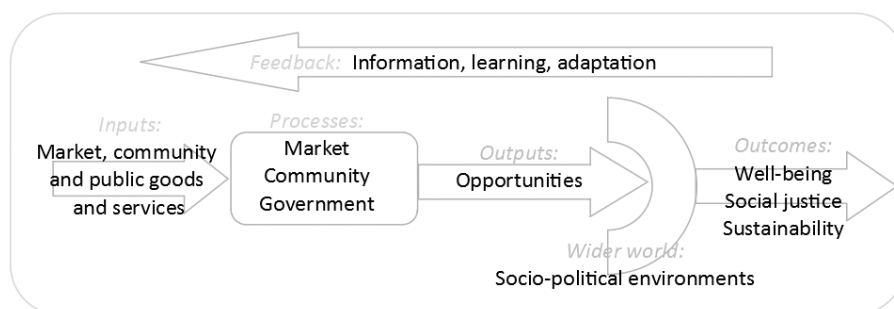 Feedback: Information, learning, adaptation
Inputs:
Market, community
and public goods
and services
Processes:
Market
Community
Government
Outputs:
Opportunities
Wider world:
Socio-political environments
Outcomes:
Well-being
Social justice
Sustainability